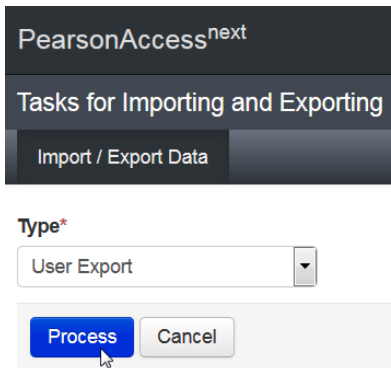 PearsonAccessnext
Tasks for Importing and Exporting
Import / Export Data
Type*
User Export
Process Cancel